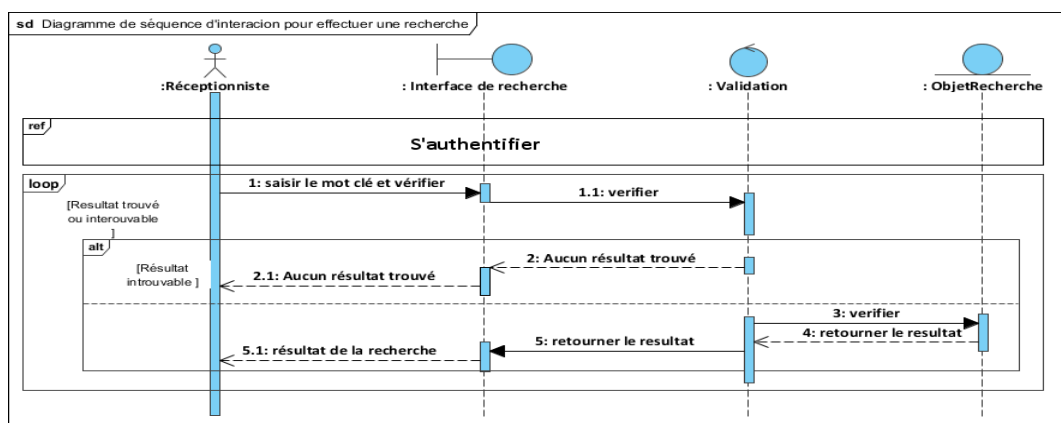 sd Diagramme de séquence d'interacion pour effectuer une recherche
:Réceptionniste
: Interface de recherche
: Validation
: ObjetRecherche
ref
S'authentifier
loop
[Resultat trouvé
ou interouvable
]
1: saisir le mot clé et vérifier
1.1: verifier
alt
[Résultat
introuvable ]
2: Aucun résultat trouvé
2.1: Aucun résultat trouvé
3: verifier
4: retourner le resultat
5: retourner le resultat
5.1: résultat de la recherche